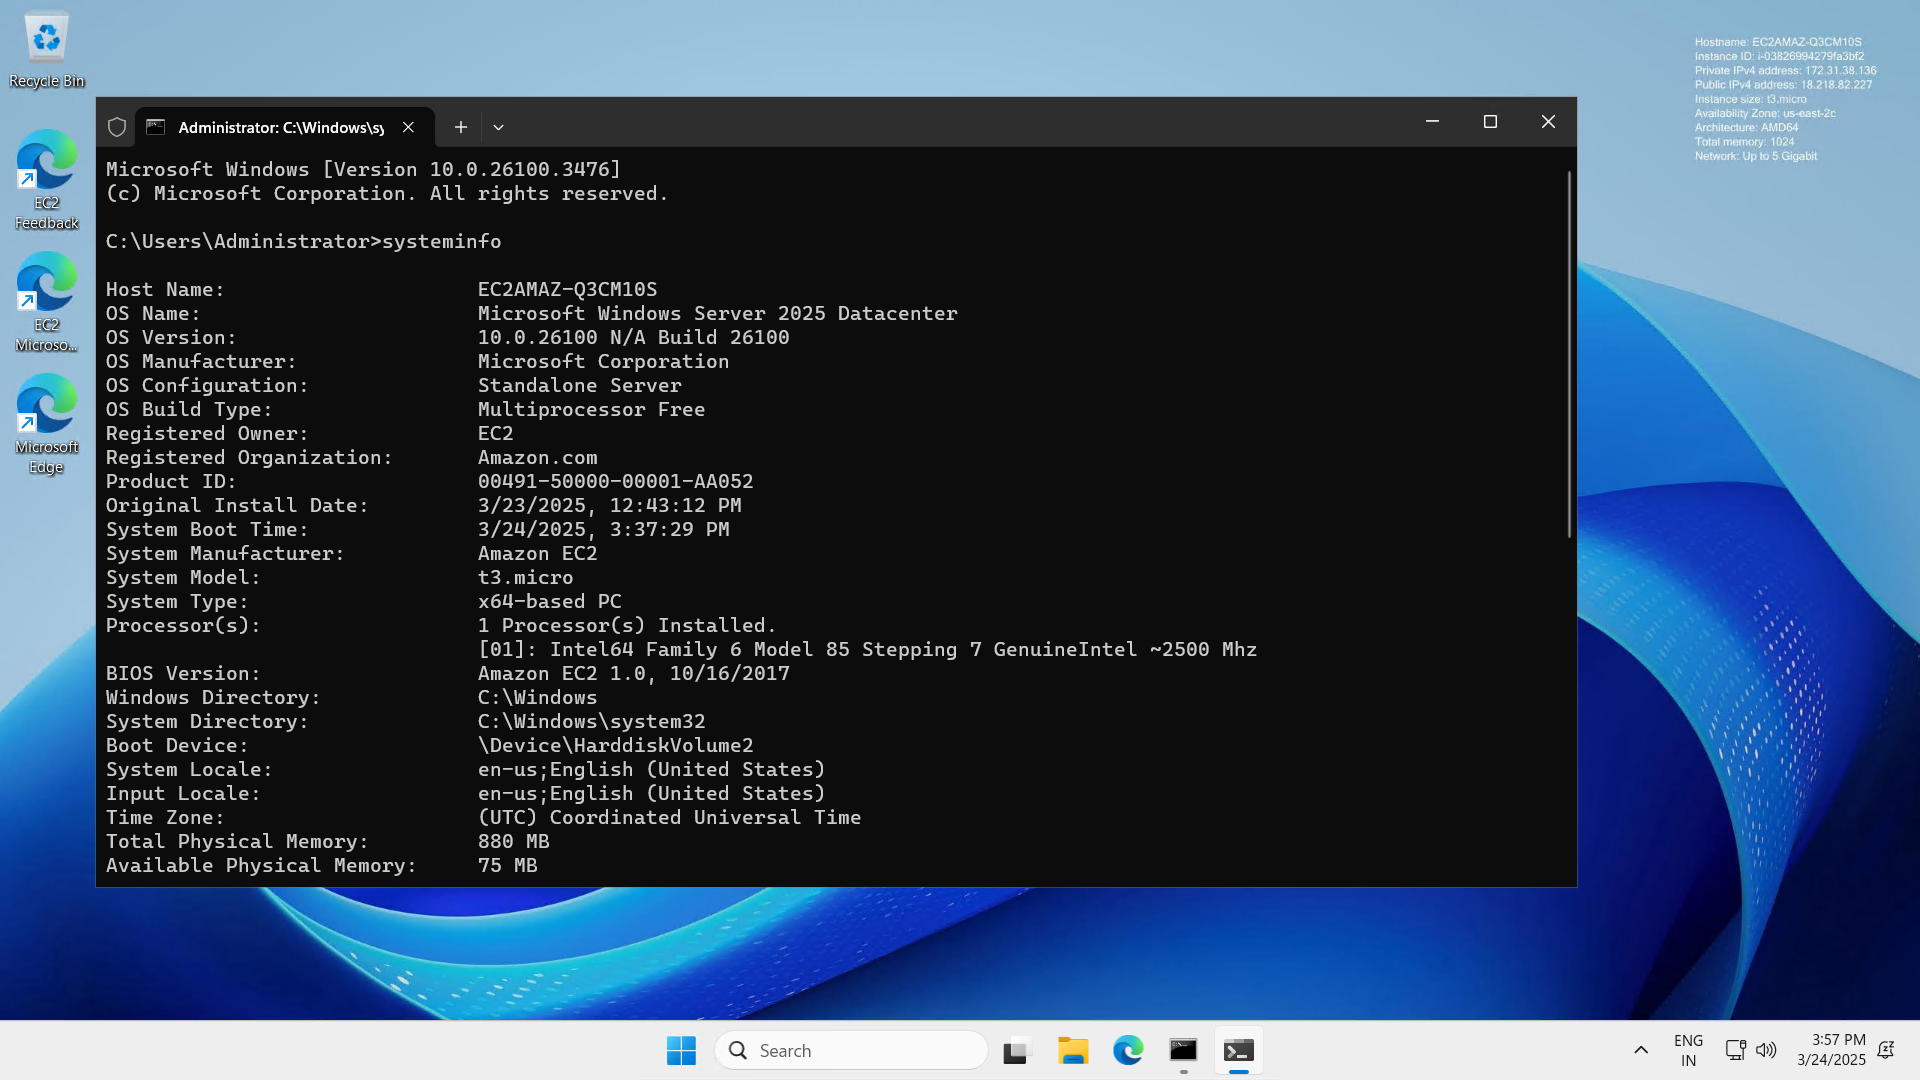 Recycle Bin
EC2
Feedback
EC2
Microso...
Microsoft
Edge
Hostname: EC2AMAZ-Q3CM10S
Instance ID: i-03826994279fa3bf2
Private IPv4 address: 172.31.38.136
Public IPv4 address: 18.218.82.227
Instance size: t3.micro
Availability Zone: us-east-2c
Architecture: AMD64
Total memory: 1024
Network: Up to 5 Gigabit
Administrator: C:\Windows\sy
Microsoft Windows [Version 10.0.26100.3476]
(c) Microsoft Corporation. All rights reserved.
C:\Users\Administrator>systeminfo
Host Name: EC2AMAZ-Q3CM10S
OS Name: Microsoft Windows Server 2025 Datacenter
OS Version: 10.0.26100 N/A Build 26100
OS Manufacturer: Microsoft Corporation
OS Configuration: Standalone Server
OS Build Type: Multiprocessor Free
Registered Owner: EC2
Registered Organization: Amazon.com
Product ID: 00491-50000-00001-AA052
Original Install Date: 3/23/2025, 12:43:12 PM
System Boot Time: 3/24/2025, 3:37:29 PM
System Manufacturer: Amazon EC2
System Model: t3.micro
System Type: x64-based PC
Processor(s): 1 Processor(s) Installed.
[01]: Intel64 Family 6 Model 85 Stepping 7 GenuineIntel ~2500 Mhz
BIOS Version: Amazon EC2 1.0, 10/16/2017
Windows Directory: C:\Windows
System Directory: C:\Windows\system32
Boot Device: \Device\HarddiskVolume2
System Locale: en-us;English (United States)
Input Locale: en-us;English (United States)
Time Zone: (UTC) Coordinated Universal Time
Total Physical Memory: 880 MB
Available Physical Memory: 75 MB
Search
ENG
IN
3:57 PM
3/24/2025